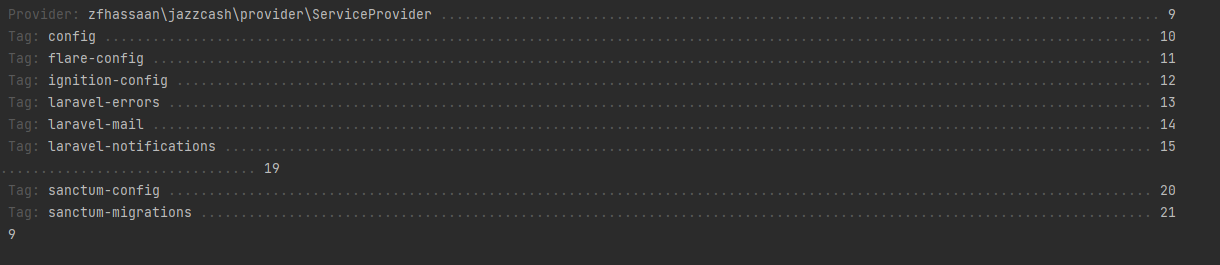 Provider: zfhassaan\jazzcash\provider\ServiceProvider ........................................................................................ 9
Tag: config ................................................................................................................................... 10
Tag: flare-config ............................................................................................................................. 11
Tag: ignition-config .......................................................................................................................... 12
Tag: laravel-errors ........................................................................................................................... 13
Tag: laravel-mail ............................................................................................................................. 14
Tag: laravel-notifications .................................................................................................................... 15
................................ 19
Tag: sanctum-config ........................................................................................................................... 20
Tag: sanctum-migrations ....................................................................................................................... 21
9